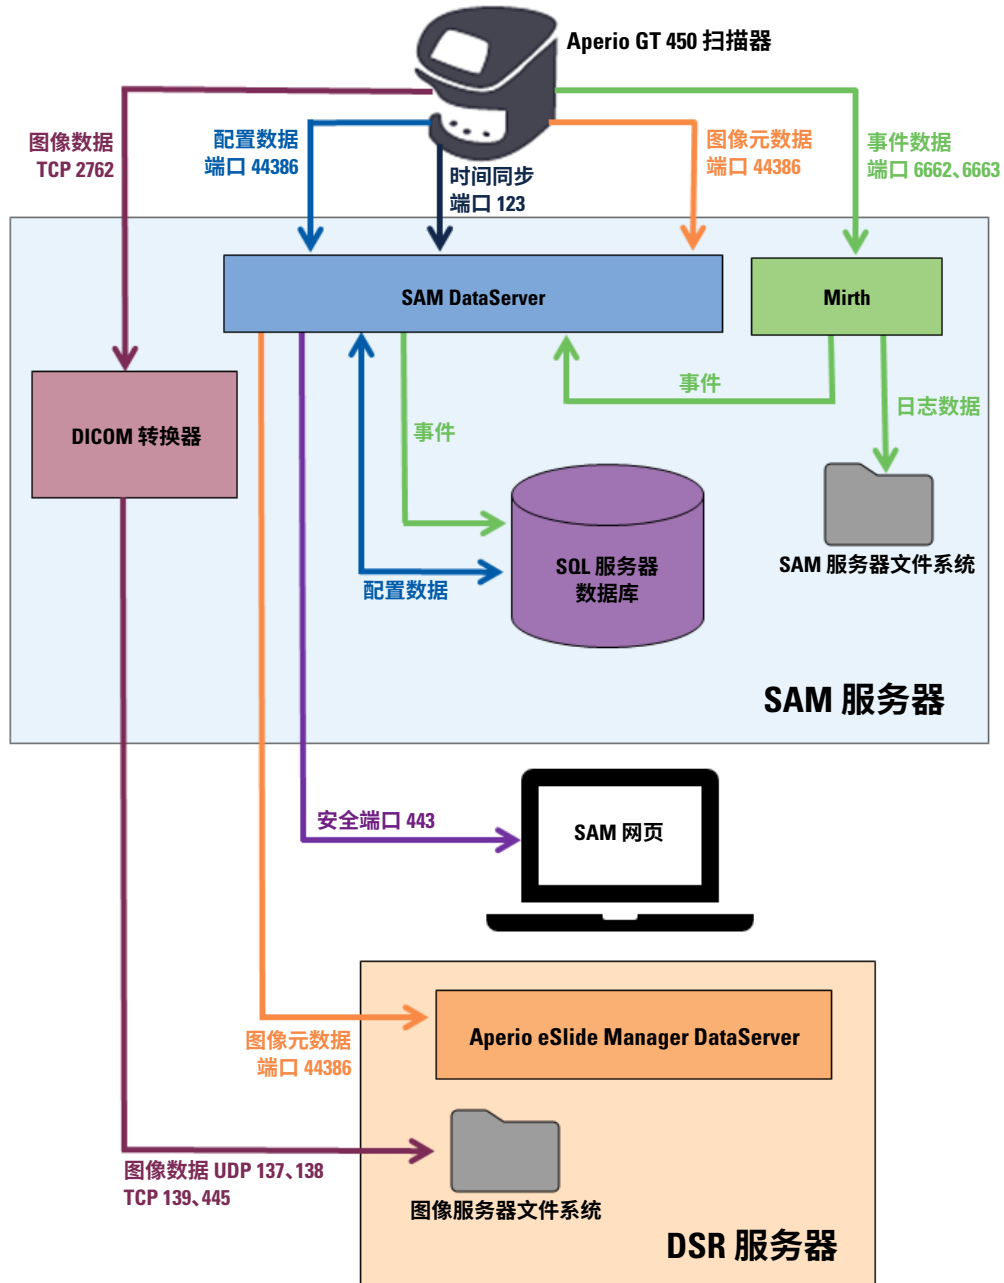 Aperio GT 450 扫描器
图像数据
TCP 2762
配置数据
端口 44386
时间同步
端口 123
图像元数据
端口 44386
事件数据
端口 6662、6663
SAM DataServer
Mirth
DICOM 转换器
事件
事件
日志数据
SAM 服务器文件系统
SQL 服务器
数据库
配置数据
SAM 服务器
安全端口 443
SAM 网页
图像元数据
端口 44386
Aperio eSlide Manager DataServer
图像数据 UDP 137、138
TCP 139、445
图像服务器文件系统
DSR 服务器